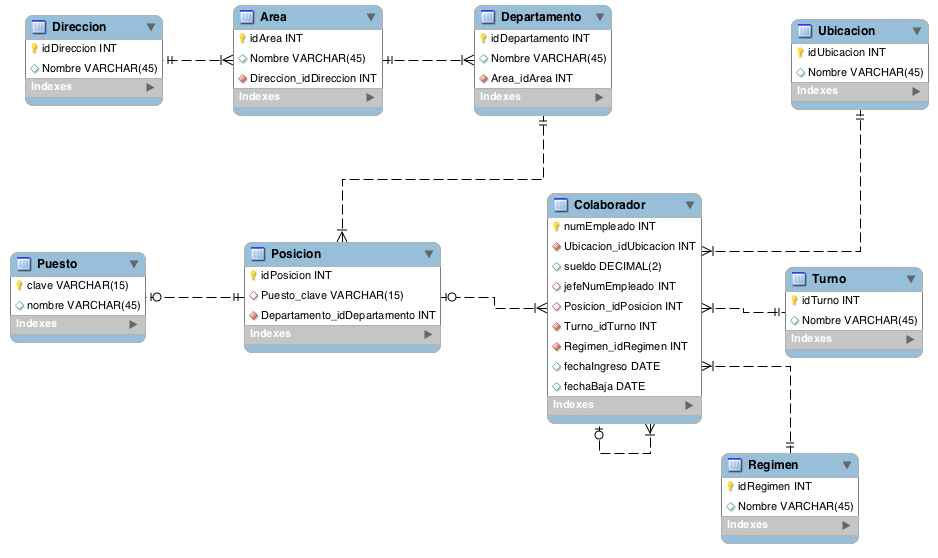 Direccion
idDireccion INT
Nombre VARCHAR(45)
Indexes
Area
idArea INT
Nombre VARCHAR(45)
Direccion_idDireccion INT
Indexes
Departamento
idDepartamento INT
Nombre VARCHAR(45)
Area_idArea INT
Indexes
Ubicacion
idUbicacion INT
Nombre VARCHAR(45)
Indexes
Puesto
clave VARCHAR(15)
nombre VARCHAR(45)
Indexes
Posicion
idPosicion INT
Puesto_clave VARCHAR(15)
Departamento_idDepartamento INT
Indexes
Colaborador
numEmpleado INT
Ubicacion_idUbicacion INT
sueldo DECIMAL(2)
jefeNumEmpleado INT
Posicion_idPosicion INT
Turno_idTurno INT
Regimen_idRegimen INT
fechaIngreso DATE
fechaBaja DATE
Indexes
Turno
idTurno INT
Nombre VARCHAR(45)
Indexes
Regimen
idRegimen INT
Nombre VARCHAR(45)
Indexes